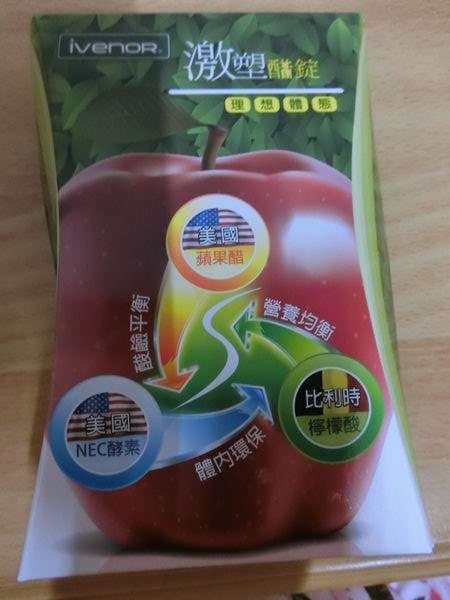 iVENOR®
激塑醋錠
理想體態
美國
蘋果醋
酸鹼平衡
營養均衡
美國
NEC酵素
比利時
檸檬酸
體內環保